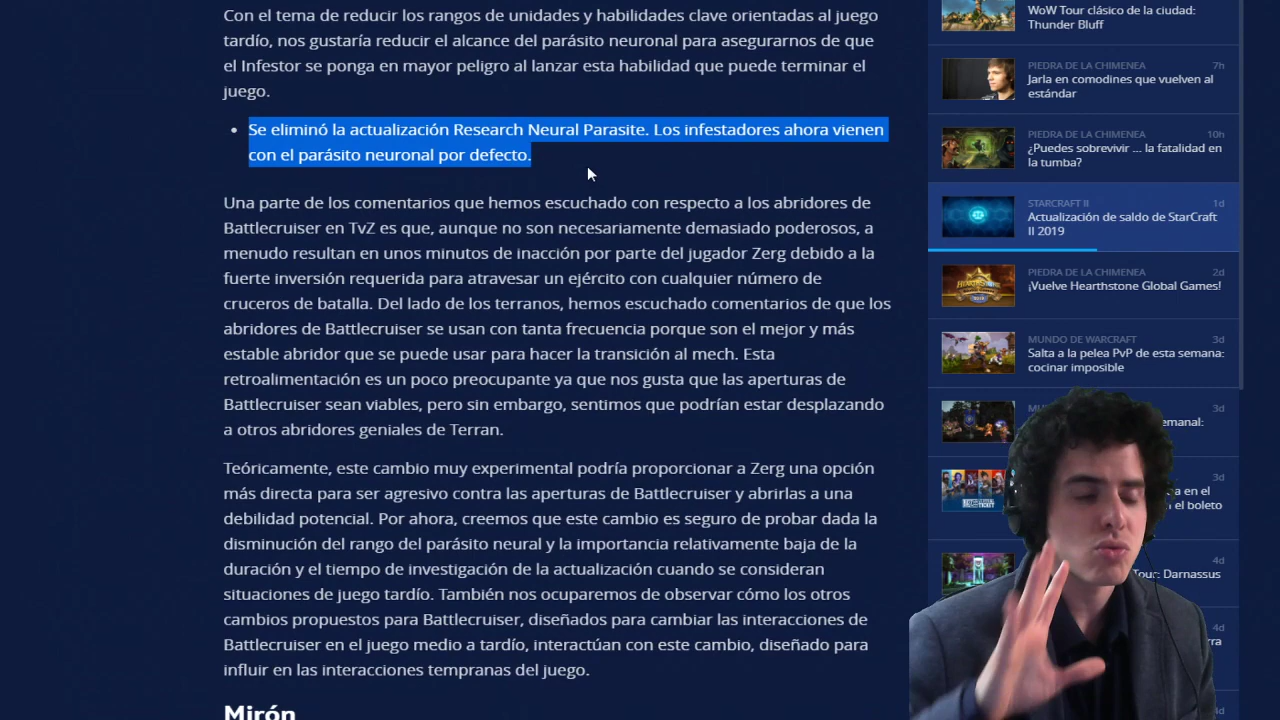 Con el tema de reducir los rangos de unidades y habilidades clave orientadas al juego
tardío, nos gustaría reducir el alcance del parásito neuronal para asegurarnos de que
el Infestor se ponga en mayor peligro al lanzar esta habilidad que puede terminar el
juego.
Se eliminó la actualización Research Neural Parasite. Los infestadores ahora vienen
con el parásito neuronal por defecto.
Una parte de los comentarios que hemos escuchado con respecto a los abridores de
Battlecruiser en TvZ es que, aunque no son necesariamente demasiado poderosos, a
menudo resultan en unos minutos de inacción por parte del jugador Zerg debido a la
fuerte inversión requerida para atravesar un ejército con cualquier número de
cruceros de batalla. Del lado de los terranos, hemos escuchado comentarios de que los
abridores de Battlecruiser se usan con tanta frecuencia porque son el mejor y más
estable abridor que se puede usar para hacer la transición al mech. Esta
retroalimentación es un poco preocupante ya que nos gusta que las aperturas de
Battlecruiser sean viables, pero sin embargo, sentimos que podrían estar desplazando
a otros abridores geniales de Terran.
Teóricamente, este cambio muy experimental podría proporcionar a Zerg una opción
más directa para ser agresivo contra las aperturas de Battlecruiser y abrirlas a una
debilidad potencial. Por ahora, creemos que este cambio es seguro de probar dada la
disminución del rango del parásito neural y la importancia relativamente baja de la
duración y el tiempo de investigación de la actualización cuando se consideran
situaciones de juego tardío. También nos ocuparemos de observar cómo los otros
cambios propuestos para Battlecruiser, diseñados para cambiar las interacciones de
Battlecruiser en el juego medio a tardío, interactúan con este cambio, diseñado para
influir en las interacciones tempranas del juego.
Mirón
WoW Tour clásico de la ciudad:
Thunder Bluff
PIEDRA DE LA CHIMENEA 7h
Jarla en comodines que vuelven al
estándar
PIEDRA DE LA CHIMENEA 10h
¿Puedes sobrevivir ... la fatalidad en
la tumba?
STARCRAFT II 1d
Actualización de saldo de StarCraft
II 2019
PIEDRA DE LA CHIMENEA 2d
¡Vuelve Hearthstone Global Games!
MUNDO DE WARCRAFT 3d
Salta a la pelea PvP de esta semana:
cocinar imposible
3d
emanal:
3d
a en el
el boleto
4d
Tour: Darnassus
4d
rra
4d